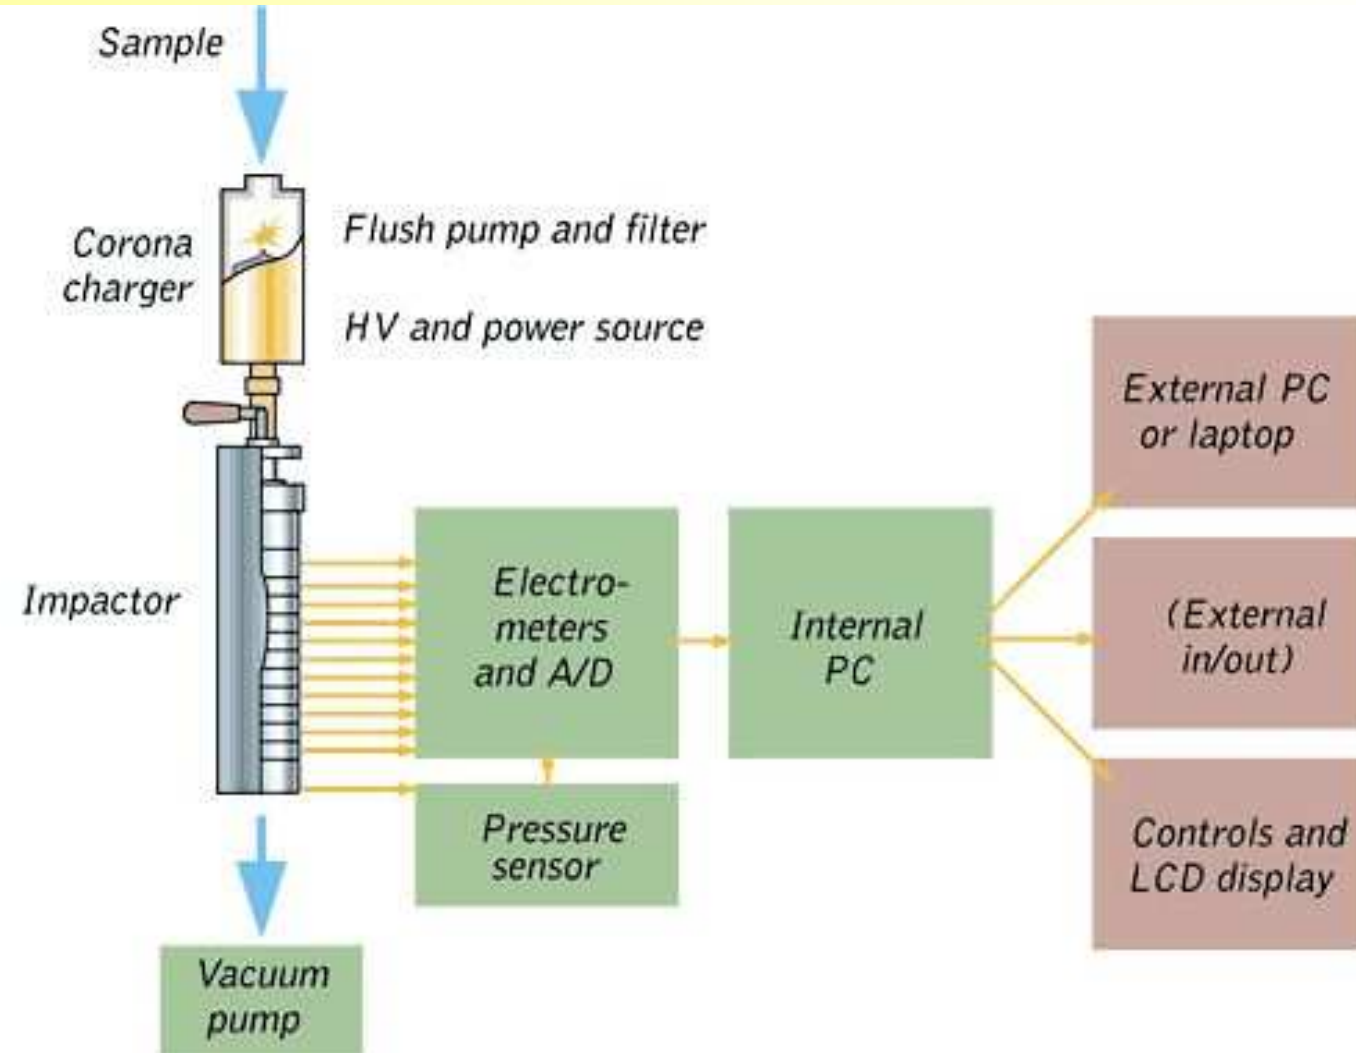 Sample
Corona
charger
Flush pump and filter
HV and power source
Impactor
Electro-
meters
and A/D
Internal
PC
External PC
or laptop
(External
in/out)
Controls and
LCD display
Pressure
sensor
Vacuum
pump